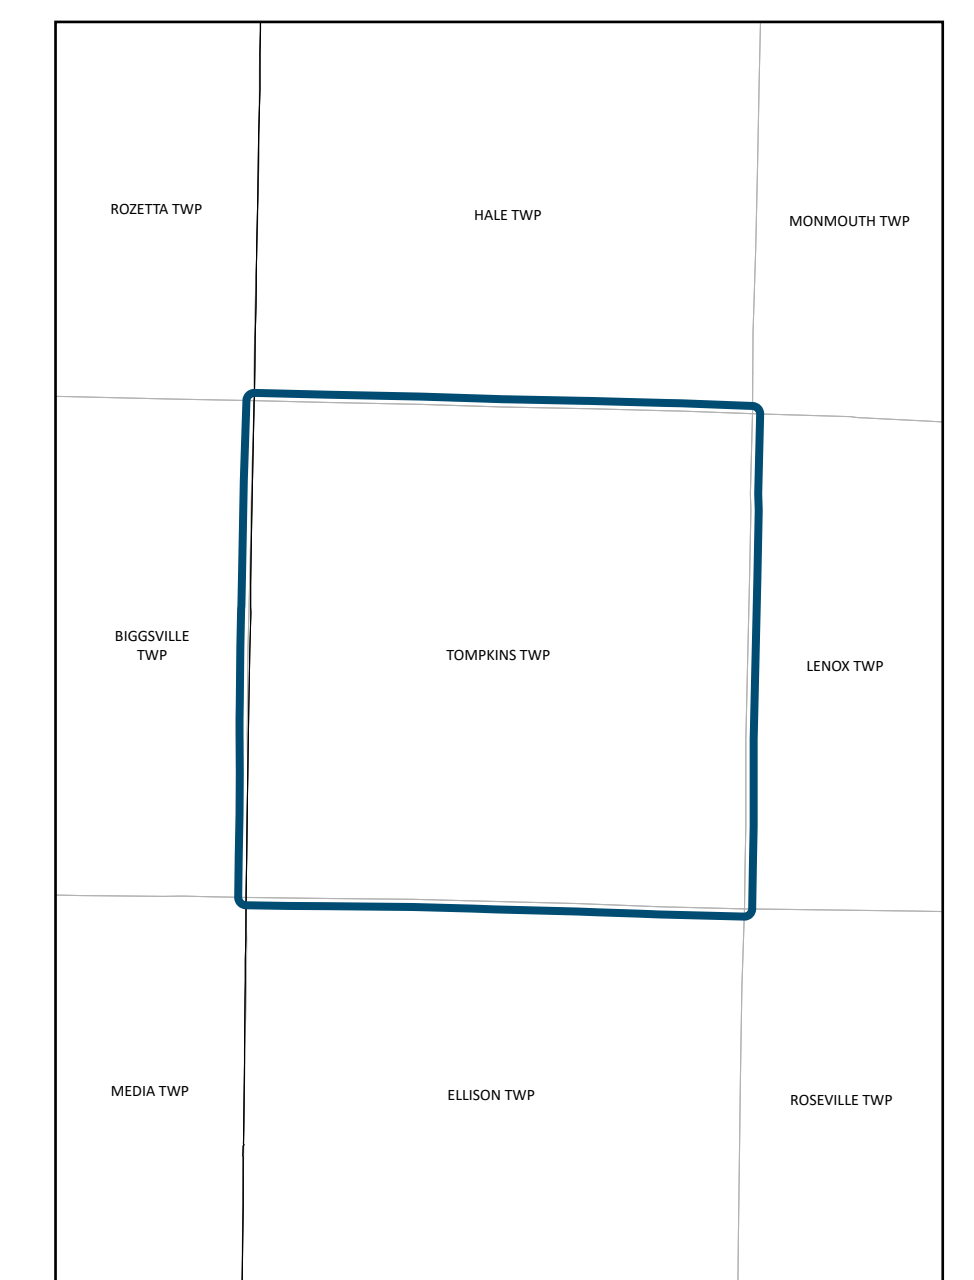 ROZETTA TWP
HALE TWP
MONMOUTH TWP
BIGGSVILLE
TWP
TOMPKINS TWP
LENOX TWP
MEDIA TWP
ELLISON TWP
ROSEVILLE TWP